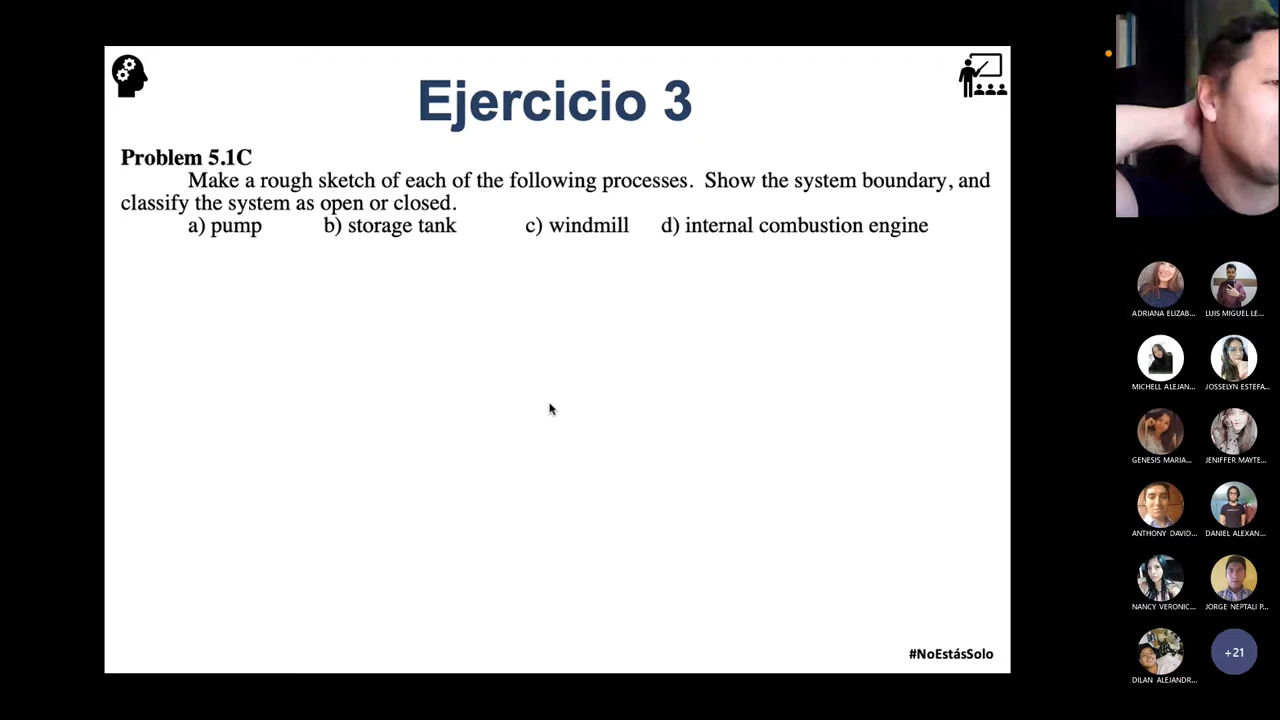 Ejercicio 3
Problem 5.1C
Make a rough sketch of each of the following processes. Show the system boundary, and
classify the system as open or closed.
a) pump b) storage tank c) windmill d) internal combustion engine
#NoEstásSolo
ADRIANA ELIZAB... LUIS MIGUEL LE...
MICHELL ALEJAN... JOSSELYN ESTEFA...
GENESIS MARIA... JENIFFER MAYTE...
ANTHONY DAVID... DANIEL ALEXAN...
NANCY VERONIC... JORGE NEPTALI P...
DILAN ALEJANDR... +21